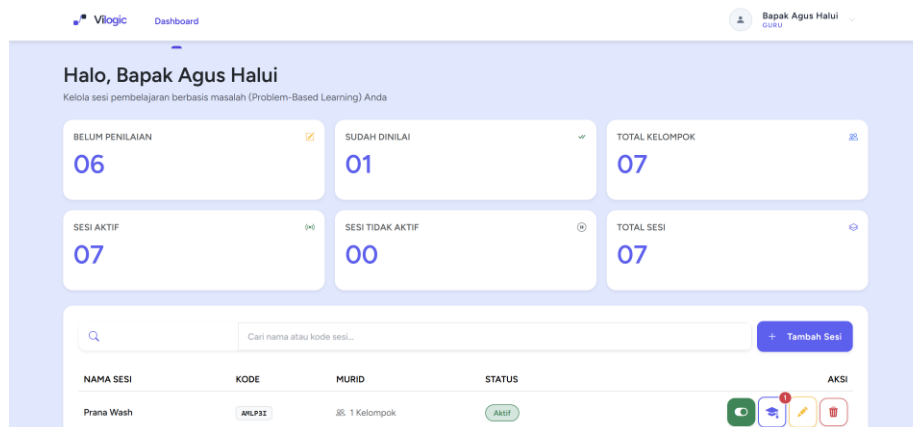 Vilogic
Dashboard
Bapak Agus Halui
GURU
Halo, Bapak Agus Halui
Kelola sesi pembelajaran berbasis masalah (Problem-Based Learning) Anda
BELUM PENILAIAN
06
SUDAH DINILAI
01
TOTAL KELOMPOK
07
SESI AKTIF
07
SESI TIDAK AKTIF
00
TOTAL SESI
07
Cari nama atau kode sesi...
+ Tambah Sesi
NAMA SESI KODE MURID STATUS AKSI
Prana Wash AMLP3I 1 Kelompok Aktif 1